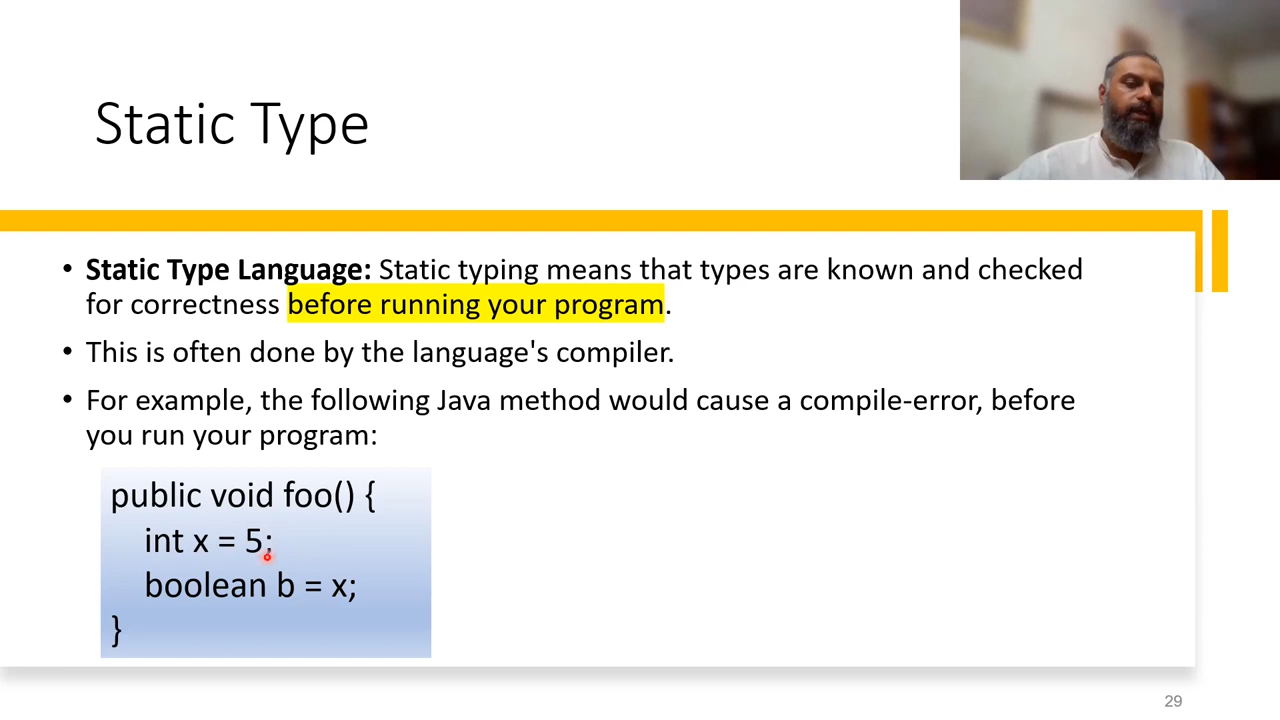 Static Type
• Static Type Language: Static typing means that types are known and checked
for correctness before running your program.
• This is often done by the language's compiler.
• For example, the following Java method would cause a compile-error, before
you run your program:
public void foo() {
int x = 5;
boolean b = x;
}
29